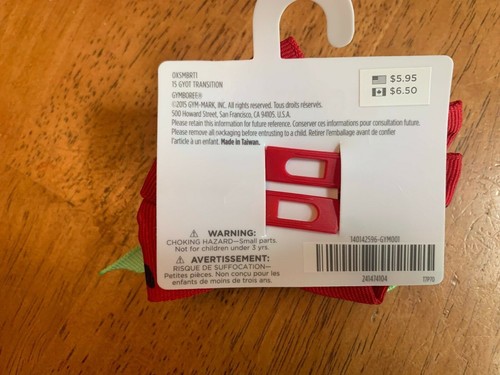 OXSMBRT1
15 GYOT TRANSITION
GYMBOREE®
©2015 GYM-MARK, INC. All rights reserved. Tous droits réservés.
500 Howard Street, San Francisco, CA 94105. U.S.A.
Please retain this information for future reference. Conserver ces informations pour consultation future.
Please remove all packaging before entrusting to a child. Retirer l'emballage avant de confier
l'article à un enfant. Made in Taiwan.
$5.95
$6.50
WARNING:
CHOKING HAZARD—Small parts.
Not for children under 3 yrs.
AVERTISSEMENT:
RISQUE DE SUFFOCATION—
Petites pièces. Non conçu pour les
enfants de moins de trois ans.
140142596-GYM001
241474104